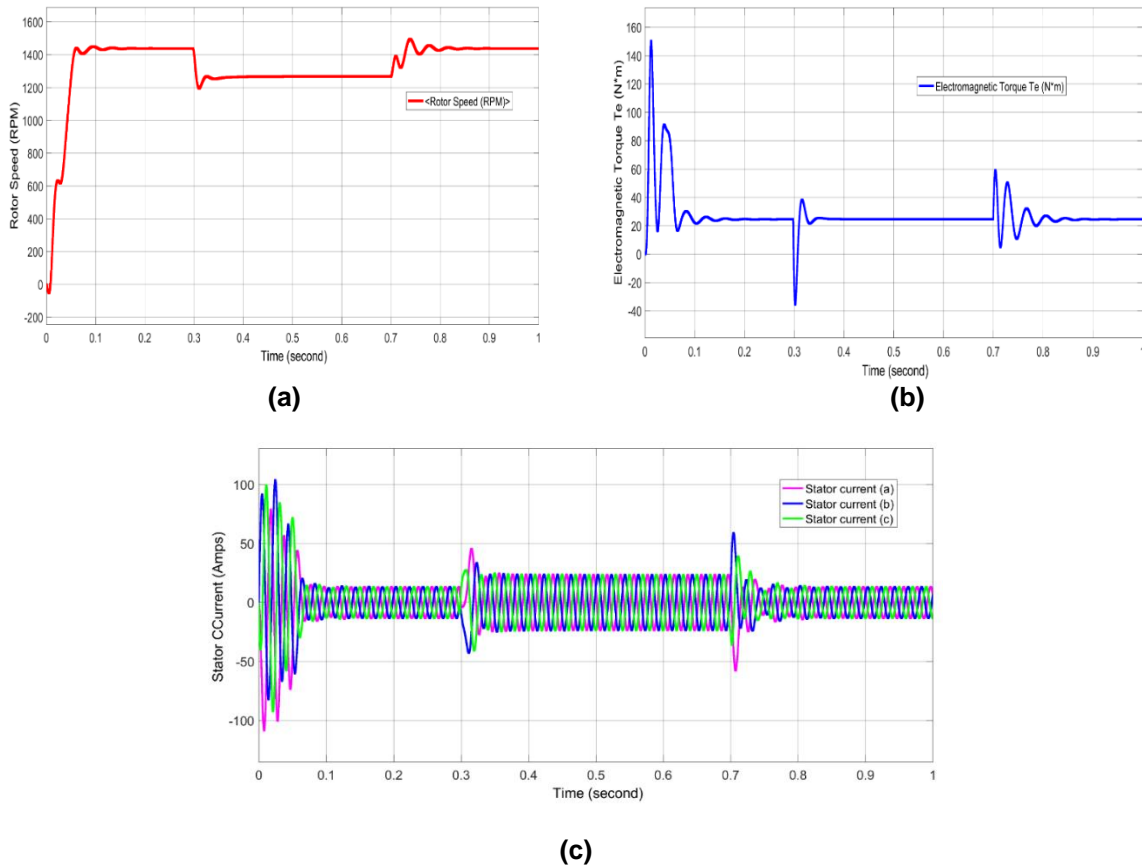 1600
1400
1200
1000
800
600
400
200
0
-200
Rotor Speed (RPM)
<Rotor Speed (RPM)>
0 0.1 0.2 0.3 0.4 0.5 0.6 0.7 0.8 0.9 1
Time (second)
(a)
160
140
120
100
80
60
40
20
0
-20
-40
Electromagnetic Torque Te (N*m)
Electromagnetic Torque Te (N*m)
0 0.1 0.2 0.3 0.4 0.5 0.6 0.7 0.8 0.9 1
Time (second)
(b)
100
50
0
-50
-100
Stator CCurrent (Amps)
Stator current (a)
Stator current (b)
Stator current (c)
0 0.1 0.2 0.3 0.4 0.5 0.6 0.7 0.8 0.9 1
Time (second)
(c)